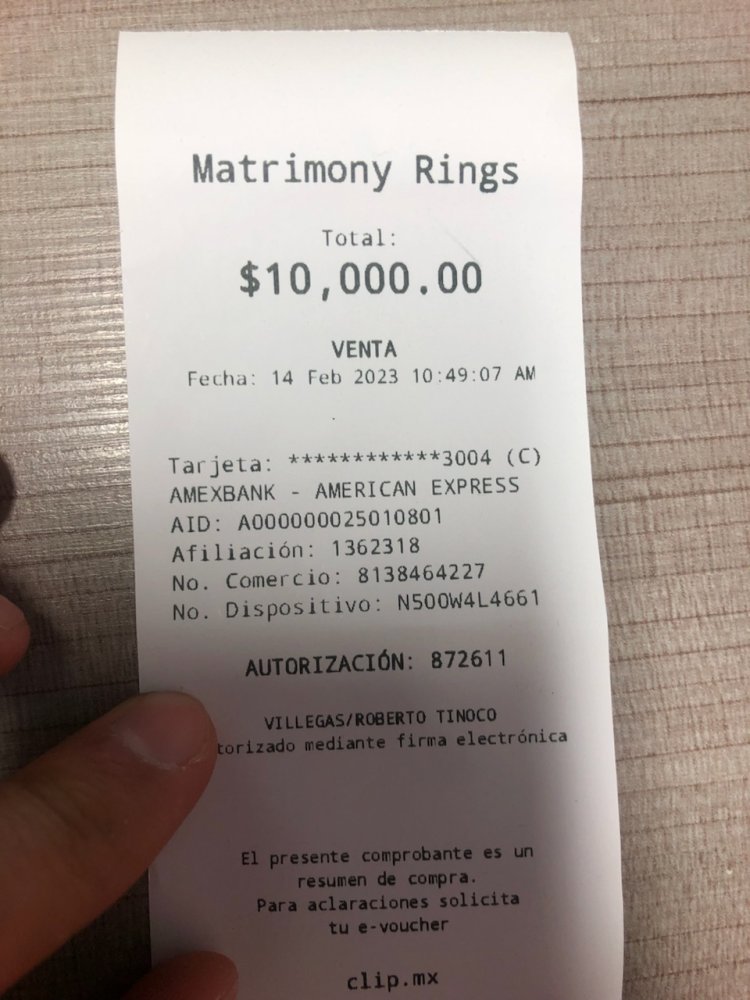 Matrimony Rings
Total:
$10,000.00
VENTA
Fecha: 14 Feb 2023 10:49:07 AM
Tarjeta: ************3004 (C)
AMEXBANK - AMERICAN EXPRESS
AID: A000000025010801
Afiliación: 1362318
No. Comercio: 8138464227
No. Dispositivo: N500W4L4661
AUTORIZACIÓN: 872611
VILLEGAS/ROBERTO TINOCO
torizado mediante firma electrónica
El presente comprobante es un
resumen de compra.
Para aclaraciones solicita
tu e-voucher
clip.mx